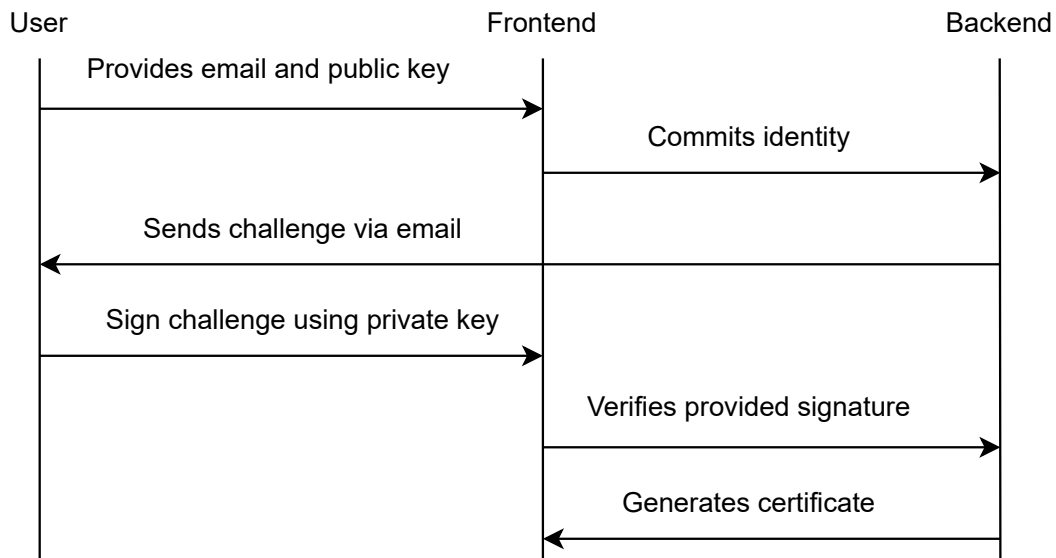 User
Frontend
Backend
Provides email and public key
Commits identity
Sends challenge via email
Sign challenge using private key
Verifies provided signature
Generates certificate